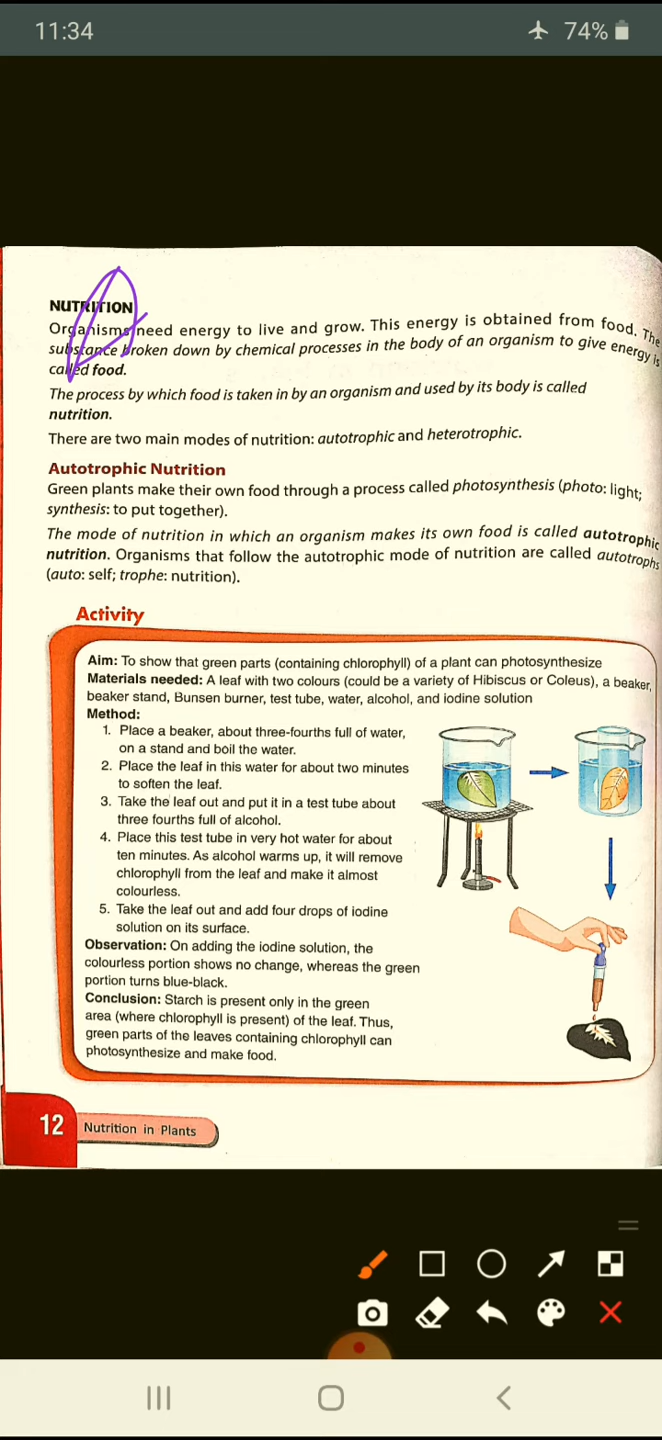 11:34
74%
NUTRITION
Organisms need energy to live and grow. This energy is obtained from food. The
substance broken down by chemical processes in the body of an organism to give energy is
called food.
The process by which food is taken in by an organism and used by its body is called
nutrition.
There are two main modes of nutrition: autotrophic and heterotrophic.
Autotrophic Nutrition
Green plants make their own food through a process called photosynthesis (photo: light;
synthesis: to put together).
The mode of nutrition in which an organism makes its own food is called autotrophic
nutrition. Organisms that follow the autotrophic mode of nutrition are called autotrophs
(auto: self; trophe: nutrition).
Activity
Aim: To show that green parts (containing chlorophyll) of a plant can photosynthesize
Materials needed: A leaf with two colours (could be a variety of Hibiscus or Coleus), a beaker,
beaker stand, Bunsen burner, test tube, water, alcohol, and iodine solution
Method:
1. Place a beaker, about three-fourths full of water,
on a stand and boil the water.
2. Place the leaf in this water for about two minutes
to soften the leaf.
3. Take the leaf out and put it in a test tube about
three fourths full of alcohol.
4. Place this test tube in very hot water for about
ten minutes. As alcohol warms up, it will remove
chlorophyll from the leaf and make it almost
colourless.
5. Take the leaf out and add four drops of iodine
solution on its surface.
Observation: On adding the iodine solution, the
colourless portion shows no change, whereas the green
portion turns blue-black.
Conclusion: Starch is present only in the green
area (where chlorophyll is present) of the leaf. Thus,
green parts of the leaves containing chlorophyll can
photosynthesize and make food.
12
Nutrition in Plants